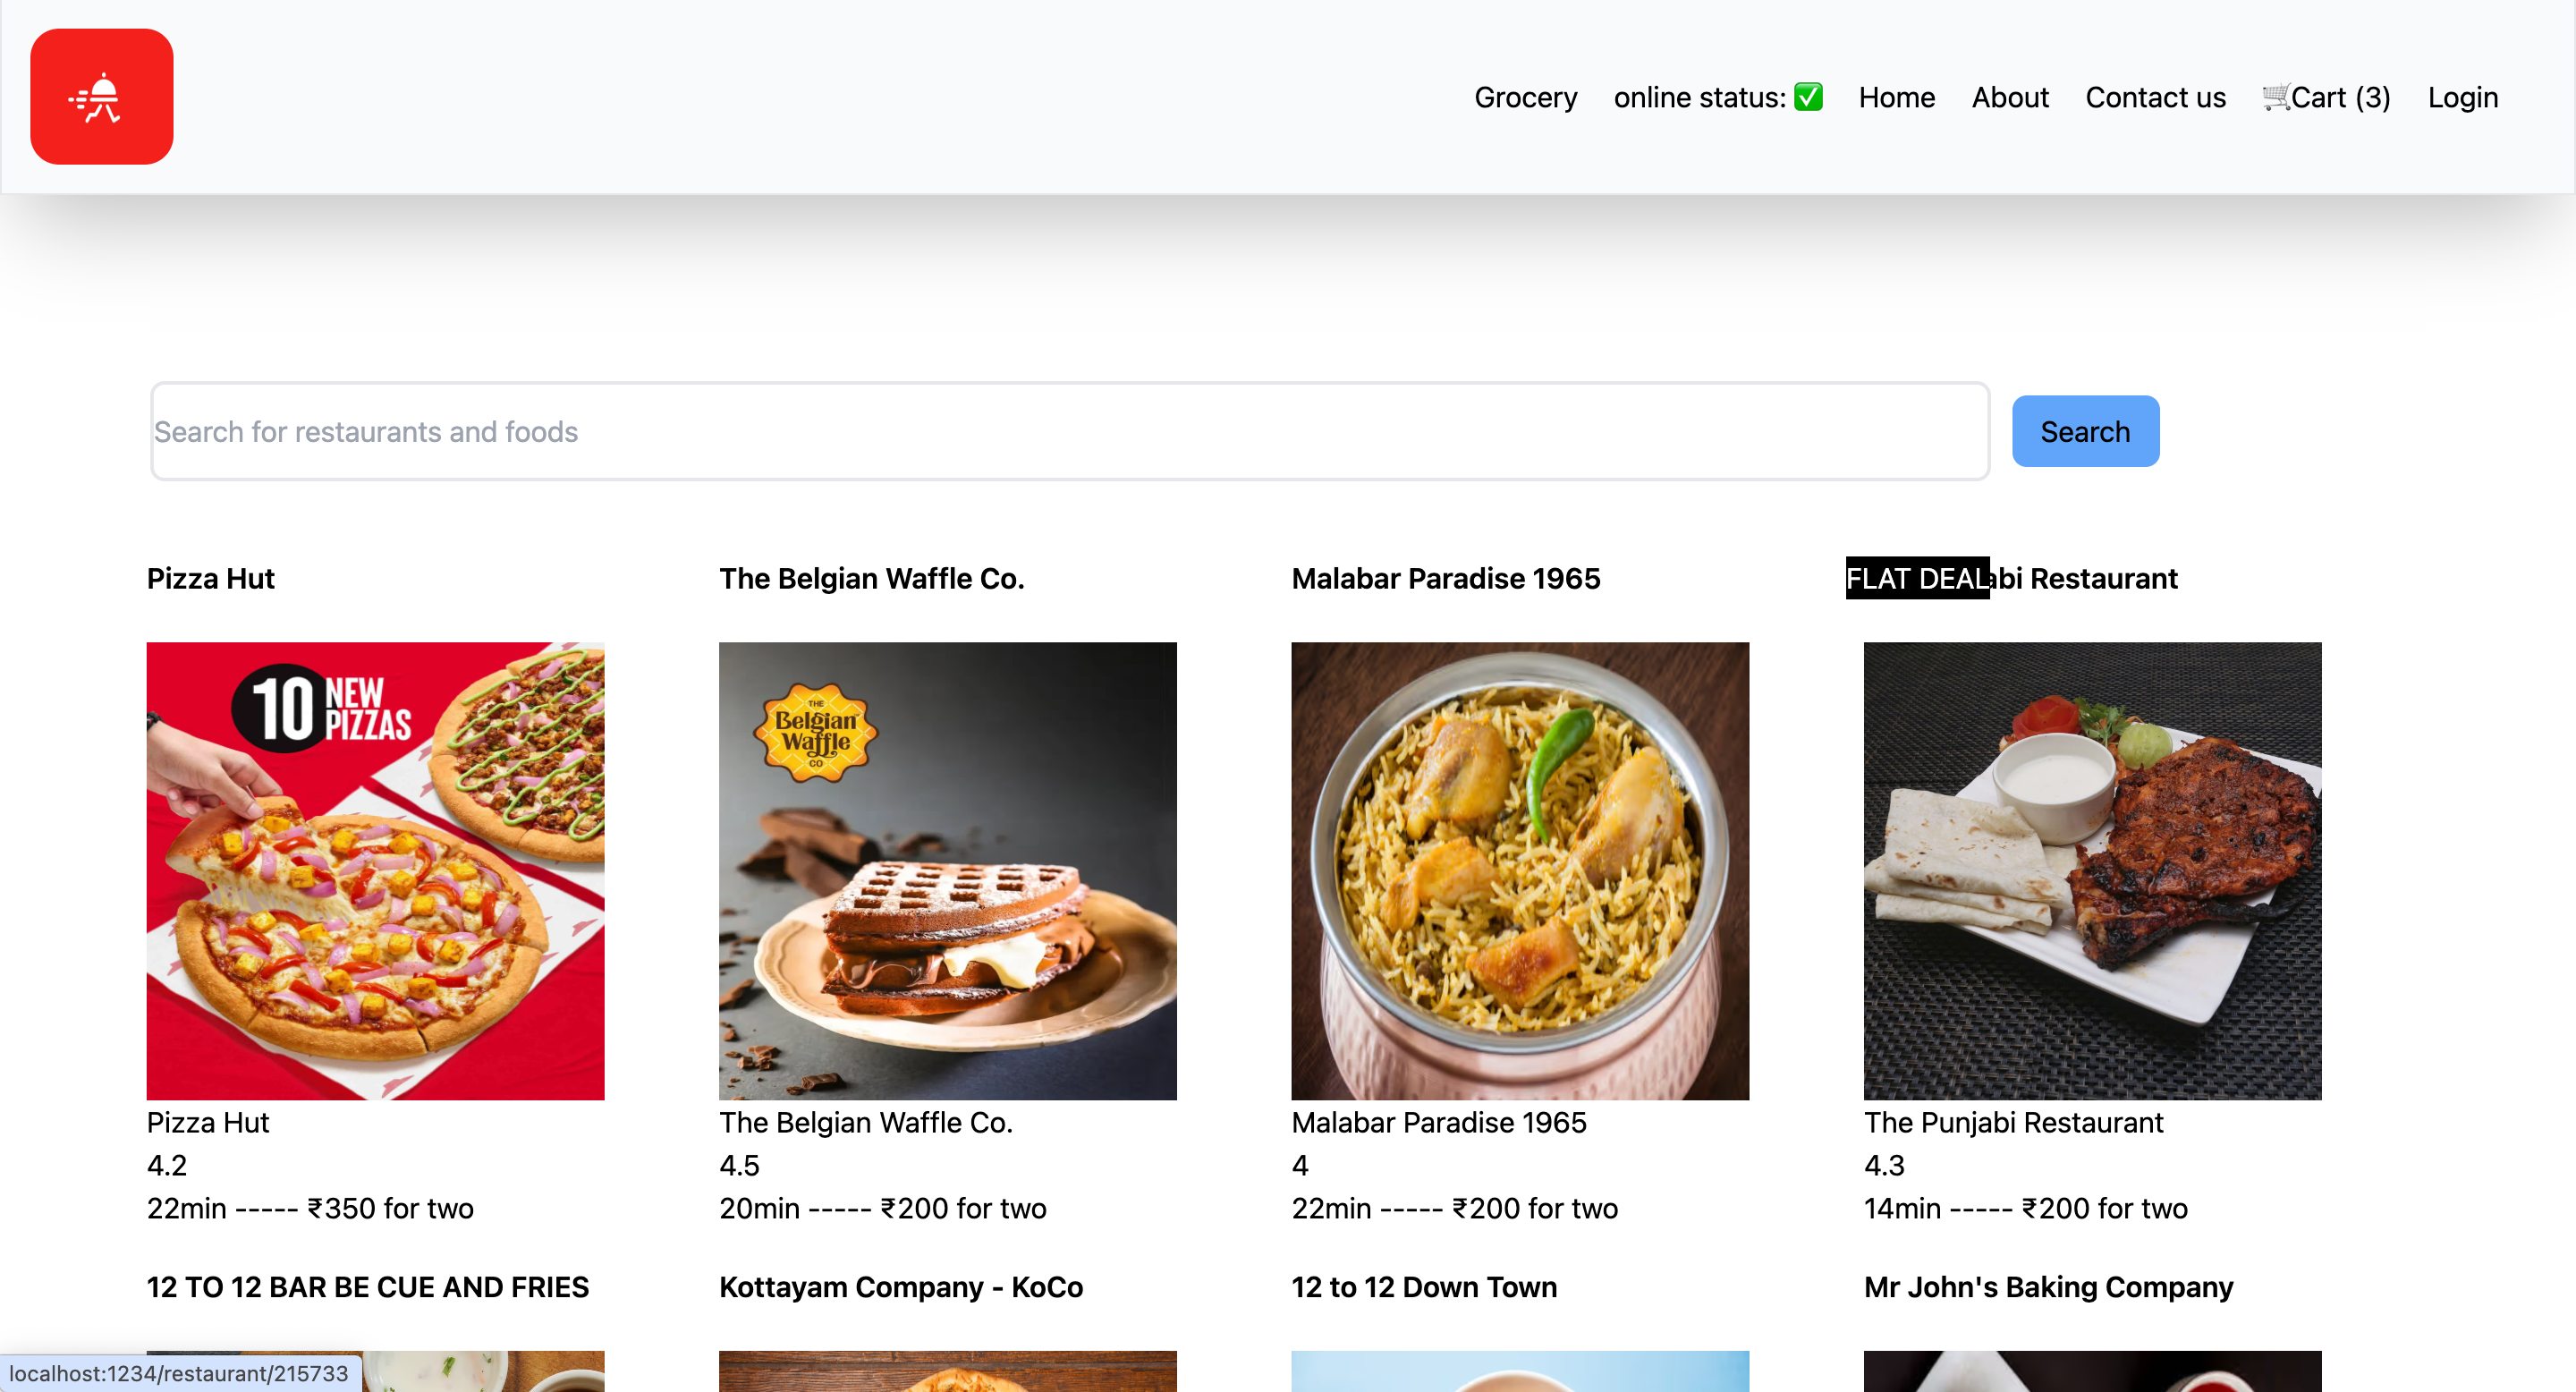 Grocery online status: ✅ Home About Contact us 🛒Cart (3) Login
Search for restaurants and foods
Search
Pizza Hut
The Belgian Waffle Co.
Malabar Paradise 1965
FLAT DEAL
abi Restaurant
10 NEW
PIZZAS
THE
Belgian
Waffle
CO
Pizza Hut
4.2
22min ----- ₹350 for two
The Belgian Waffle Co.
4.5
20min ----- ₹200 for two
Malabar Paradise 1965
4
22min ----- ₹200 for two
The Punjabi Restaurant
4.3
14min ----- ₹200 for two
12 TO 12 BAR BE CUE AND FRIES
Kottayam Company - KoCo
12 to 12 Down Town
Mr John's Baking Company
localhost:1234/restaurant/215733